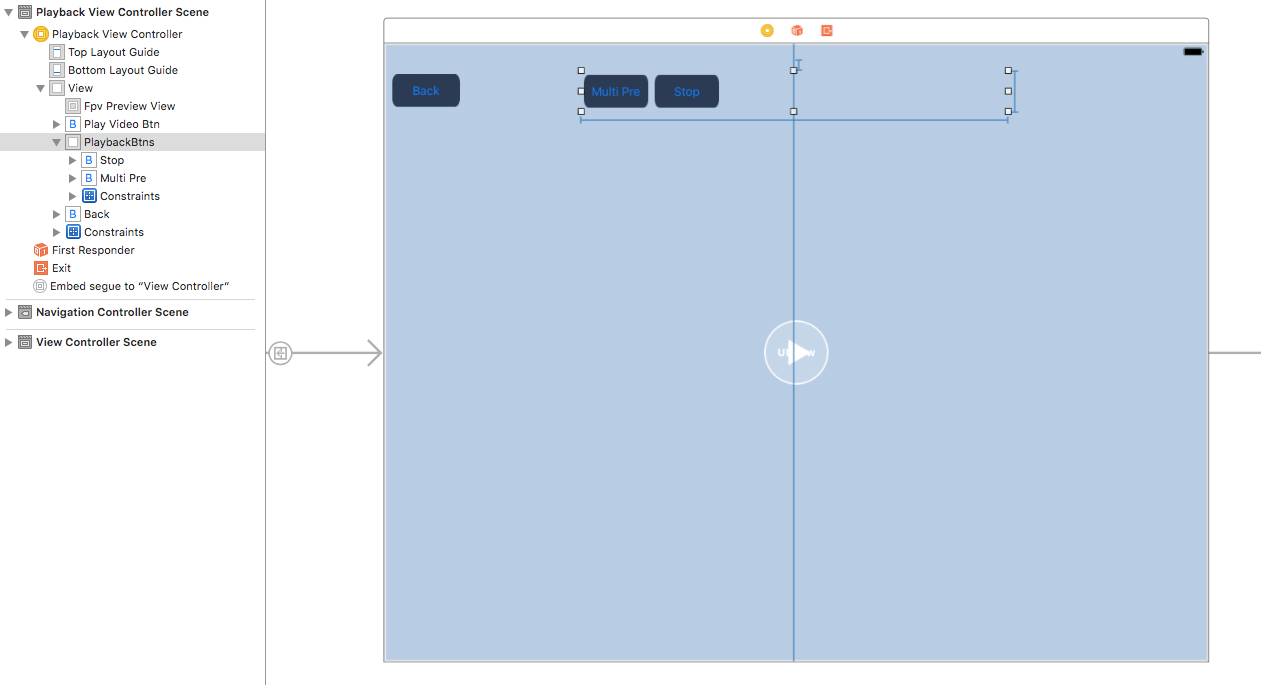 Playback View Controller Scene
Playback View Controller
Top Layout Guide
Bottom Layout Guide
View
Fpv Preview View
B Play Video Btn
PlaybackBtns
B Stop
B Multi Pre
Constraints
B Back
Constraints
First Responder
Exit
Embed segue to “View Controller”
Navigation Controller Scene
View Controller Scene
Back
Multi Pre
Stop